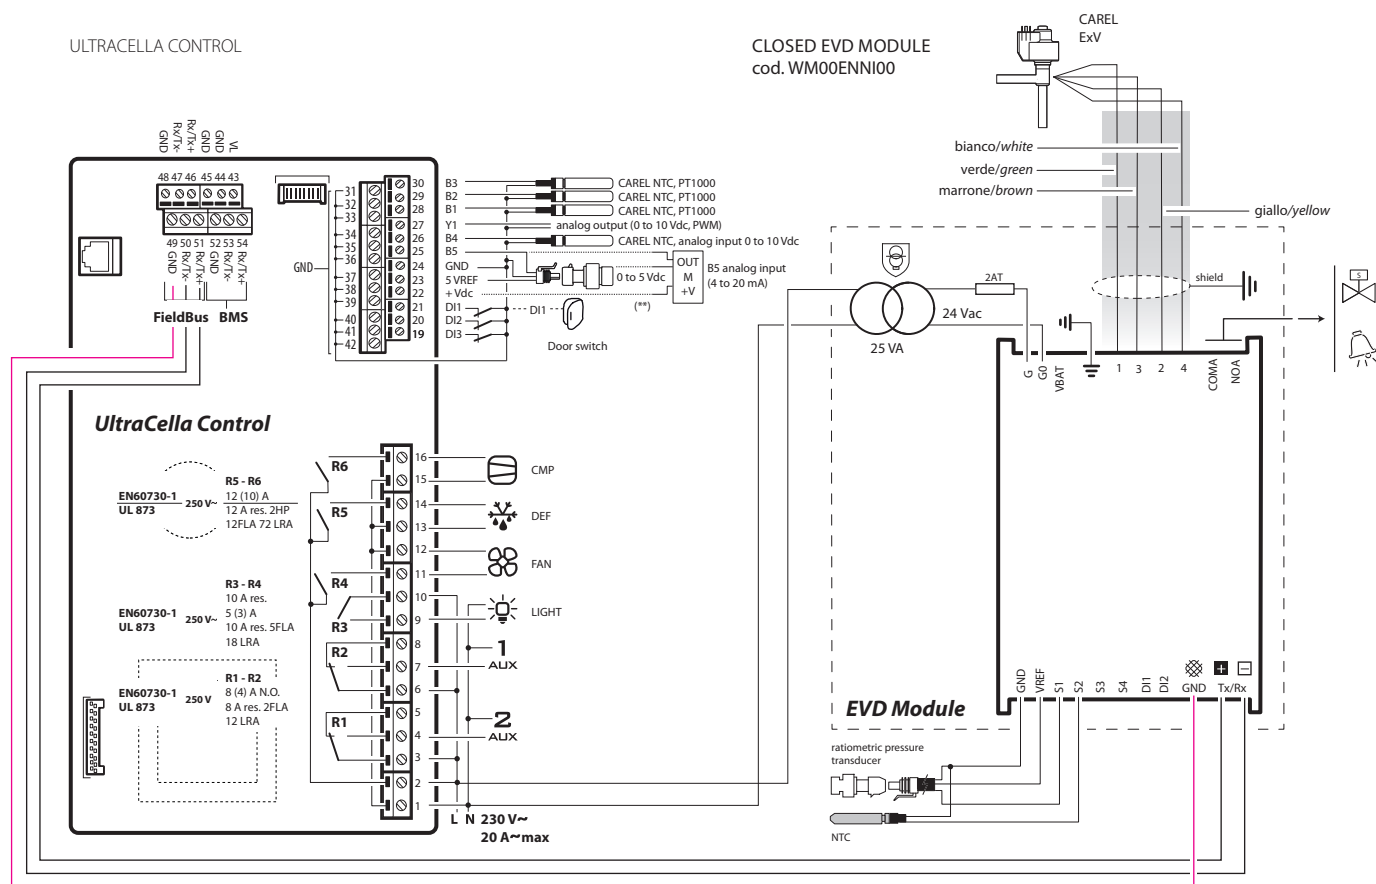 ULTRACELLA CONTROL
CLOSED EVD MODULE
cod. WM00ENNI00
CAREL
ExV
bianco/white
verde/green
marrone/brown
giallo/yellow
shield
GND
Rx/Tx-
Rx/Tx+
GND
GND
VL
48 47 46 45 44 43
49 50 51 52 53 54
GND
Rx/Tx-
Rx/Tx+
GND
Rx/Tx-
Rx/Tx+
FieldBus BMS
31
32
33
34
35
36
GND
37
38
39
40
41
42
30 B3 CAREL NTC, PT1000
29 B2 CAREL NTC, PT1000
28 B1 CAREL NTC, PT1000
27 Y1 analog output (0 to 10 Vdc, PWM)
26 B4 CAREL NTC, analog input 0 to 10 Vdc
25 B5
24 GND
23 5 VREF 0 to 5 Vdc
22 + Vdc (**)
21 DI1 DI1
20 DI2
19 DI3
Door switch
OUT
M
+V
B5 analog input
(4 to 20 mA)
2AT
24 Vac
25 VA
G
G0
VBAT
1 3 2 4
COMA
NOA
S
UltraCella Control
R5 - R6
EN60730-1
UL 873
250 V~
12 (10) A
12 A res. 2HP
12FLA 72 LRA
R3 - R4
EN60730-1
UL 873
250 V~
10 A res.
5 (3) A
10 A res. 5FLA
18 LRA
R1 - R2
EN60730-1
UL 873
250 V
8 (4) A N.O.
8 A res. 2FLA
12 LRA
R6
R5
R4
R3
R2
R1
16
15
CMP
14
13
DEF
12
11
FAN
10
9
LIGHT
8
7
6
1
AUX
5
4
3
2
AUX
2
1
L N 230 V~
20 A~max
EVD Module
GND
VREF
S1
S2
S3
S4
DI1
DI2
GND
Tx/Rx
+
−
ratiometric pressure
transducer
NTC